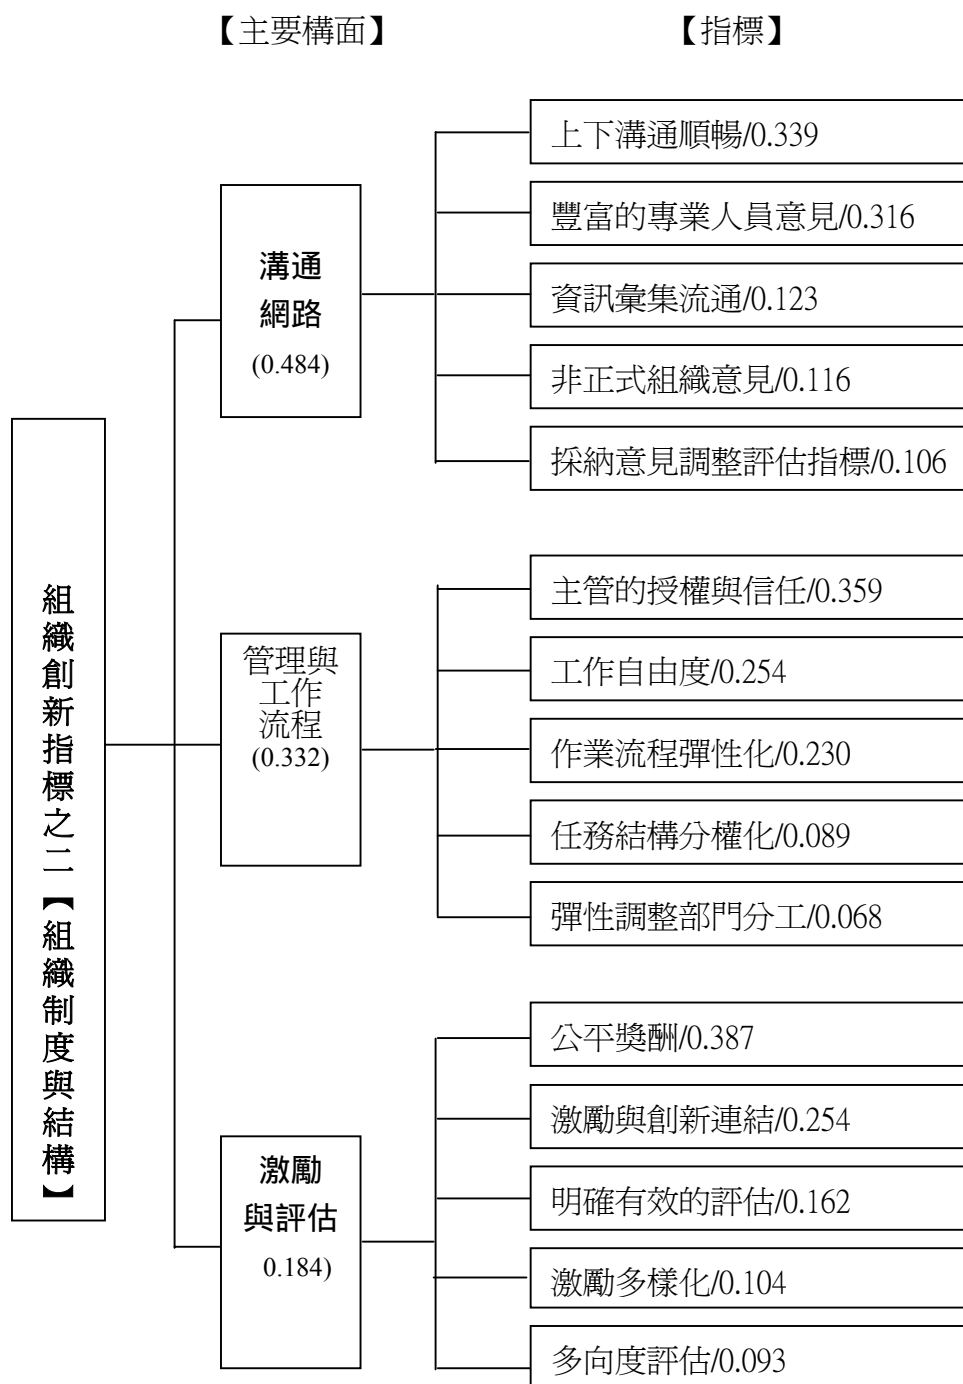 【主要構面】
【指標】
組織創新指標之二【組織制度與結構】
溝通
網路
(0.484)
上下溝通順暢/0.339
豐富的專業人員意見/0.316
資訊彙集流通/0.123
非正式組織意見/0.116
採納意見調整評估指標/0.106
管理與
工作
流程
(0.332)
主管的授權與信任/0.359
工作自由度/0.254
作業流程彈性化/0.230
任務結構分權化/0.089
彈性調整部門分工/0.068
激勵
與評估
0.184)
公平獎酬/0.387
激勵與創新連結/0.254
明確有效的評估/0.162
激勵多樣化/0.104
多向度評估/0.093